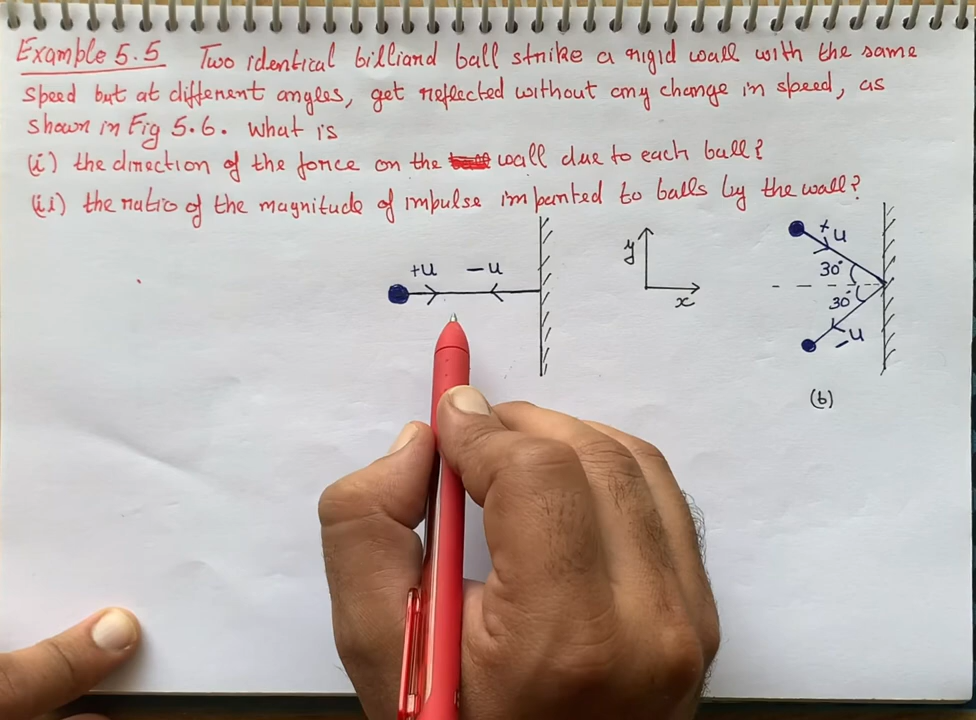 Example 5.5 Two identical billiard ball strike a rigid wall with the same
speed but at different angles, get reflected without any change in speed, as
shown in Fig 5.6. What is
(i) the direction of the force on the wall due to each ball?
(ii) the ratio of the magnitude of impulse imparted to balls by the wall?
+u -u
y
x
+u
30°
30°
-u
(b)